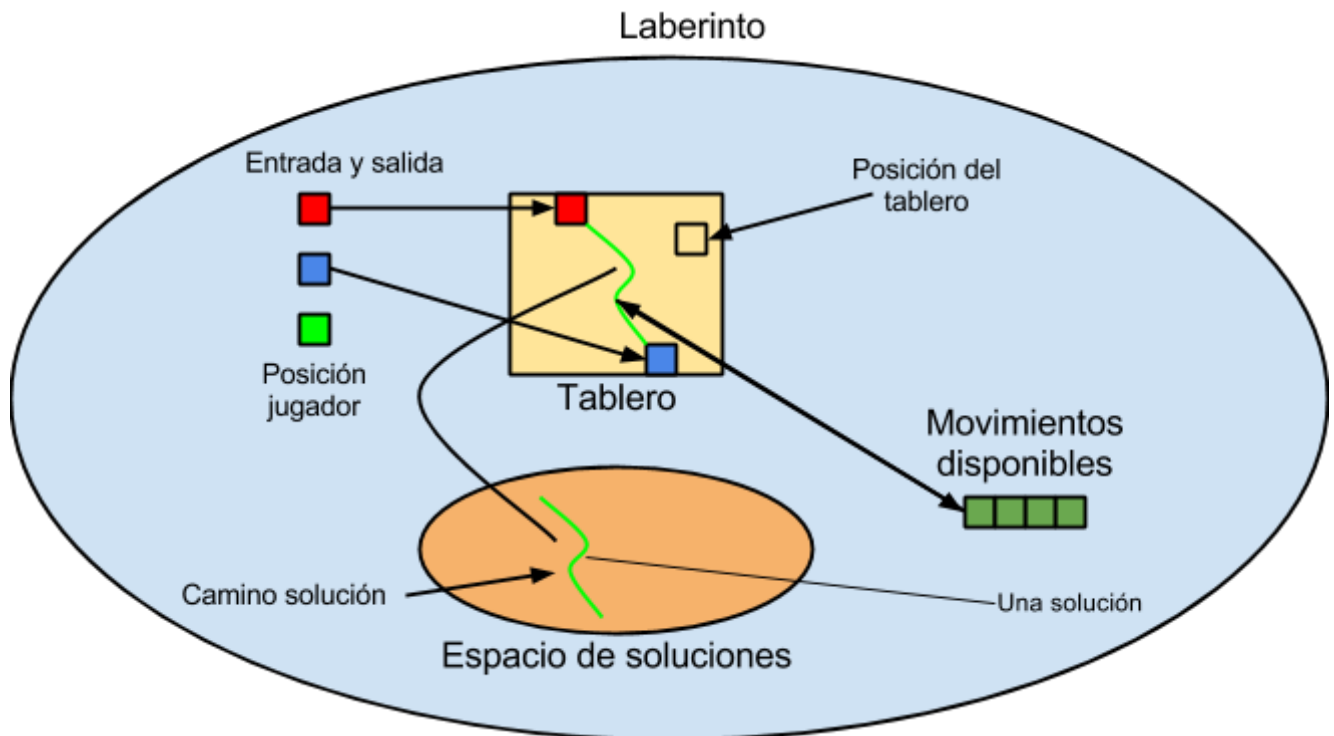 Laberinto
Entrada y salida
Posición del
tablero
Posición
jugador
Tablero
Movimientos
disponibles
Camino solución
Una solución
Espacio de soluciones